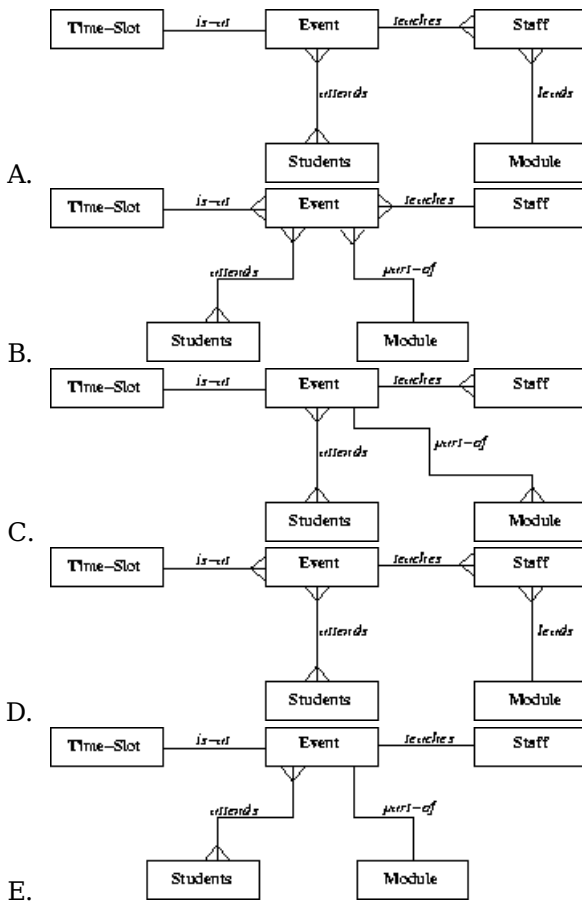 Time-Slot is-at Event teaches Staff
attends leads
Students Module
A.
Time-Slot is-at Event teaches Staff
attends part-of
Students Module
B.
Time-Slot is-at Event teaches Staff
attends part-of
Students Module
C.
Time-Slot is-at Event teaches Staff
attends leads
Students Module
D.
Time-Slot is-at Event teaches Staff
attends part-of
Students Module
E.